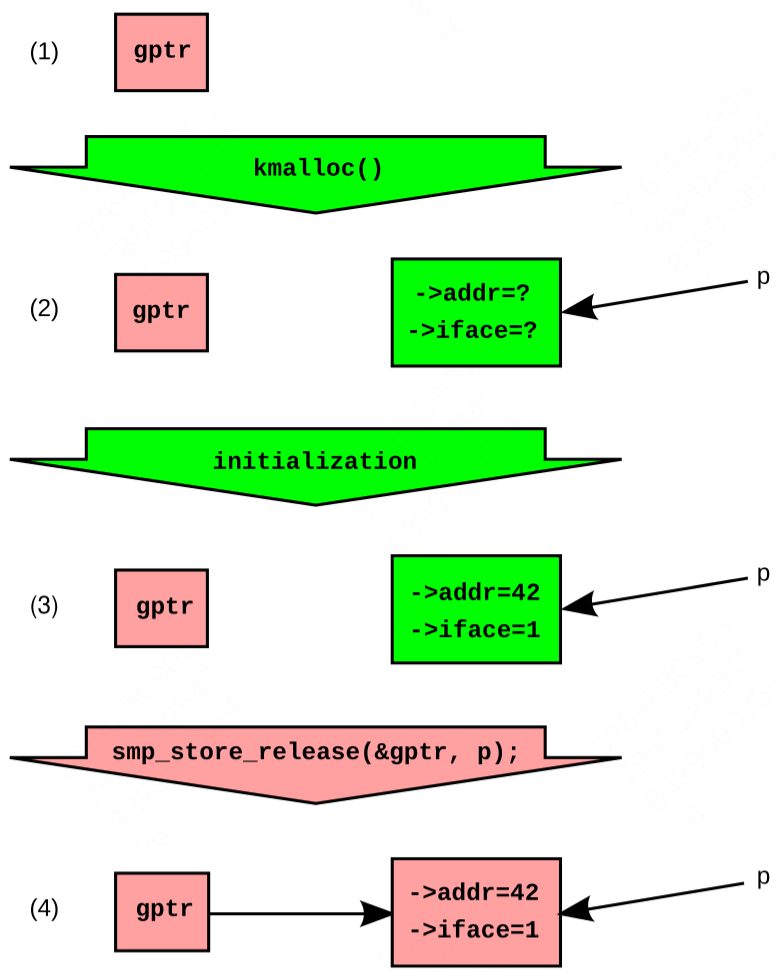 (1)
gptr
kmalloc()
(2)
gptr
->addr=?
->iface=?
p
initialization
(3)
gptr
->addr=42
->iface=1
p
smp_store_release(&gptr, p);
(4)
gptr
->addr=42
->iface=1
p